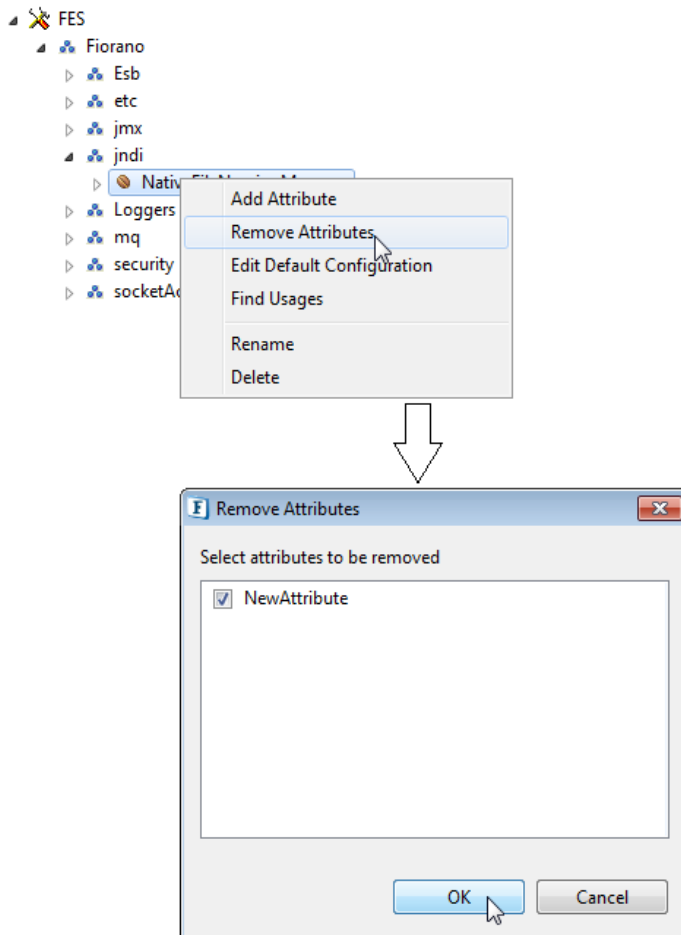 FES
Fiorano
Esb
etc
jmx
jndi
Loggers
mq
security
Add Attribute
Remove Attributes
Edit Default Configuration
Find Usages
Rename
Delete
Remove Attributes
Select attributes to be removed
NewAttribute
OK Cancel